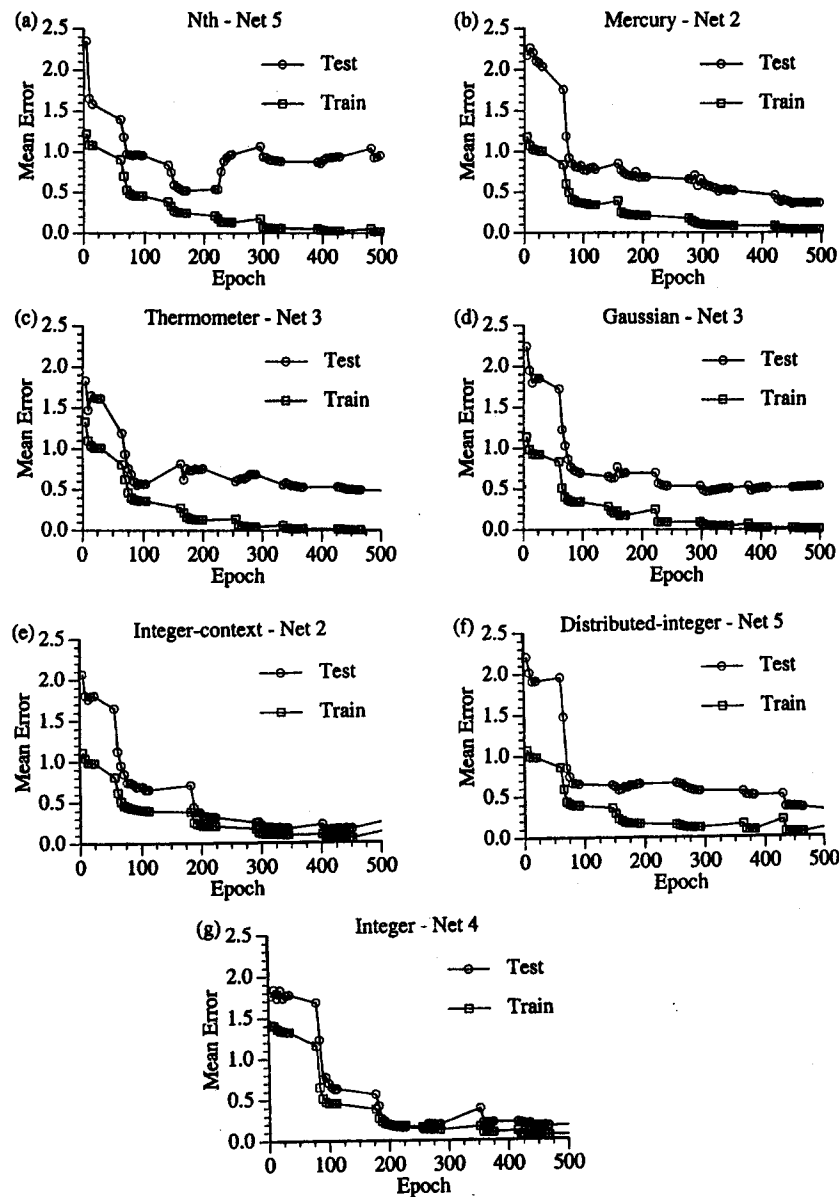 (a) Nth - Net 5
Mean Error
2.5
2.0
1.5
1.0
0.5
0.0
Test
Train
0 100 200 300 400 500
Epoch
(b) Mercury - Net 2
Mean Error
2.5
2.0
1.5
1.0
0.5
0.0
Test
Train
0 100 200 300 400 500
Epoch
(c) Thermometer - Net 3
Mean Error
2.5
2.0
1.5
1.0
0.5
0.0
Test
Train
0 100 200 300 400 500
Epoch
(d) Gaussian - Net 3
Mean Error
2.5
2.0
1.5
1.0
0.5
0.0
Test
Train
0 100 200 300 400 500
Epoch
(e) Integer-context - Net 2
Mean Error
2.5
2.0
1.5
1.0
0.5
0.0
Test
Train
0 100 200 300 400 500
Epoch
(f) Distributed-integer - Net 5
Mean Error
2.5
2.0
1.5
1.0
0.5
0.0
Test
Train
0 100 200 300 400 500
Epoch
(g) Integer - Net 4
Mean Error
2.5
2.0
1.5
1.0
0.5
0.0
Test
Train
0 100 200 300 400 500
Epoch